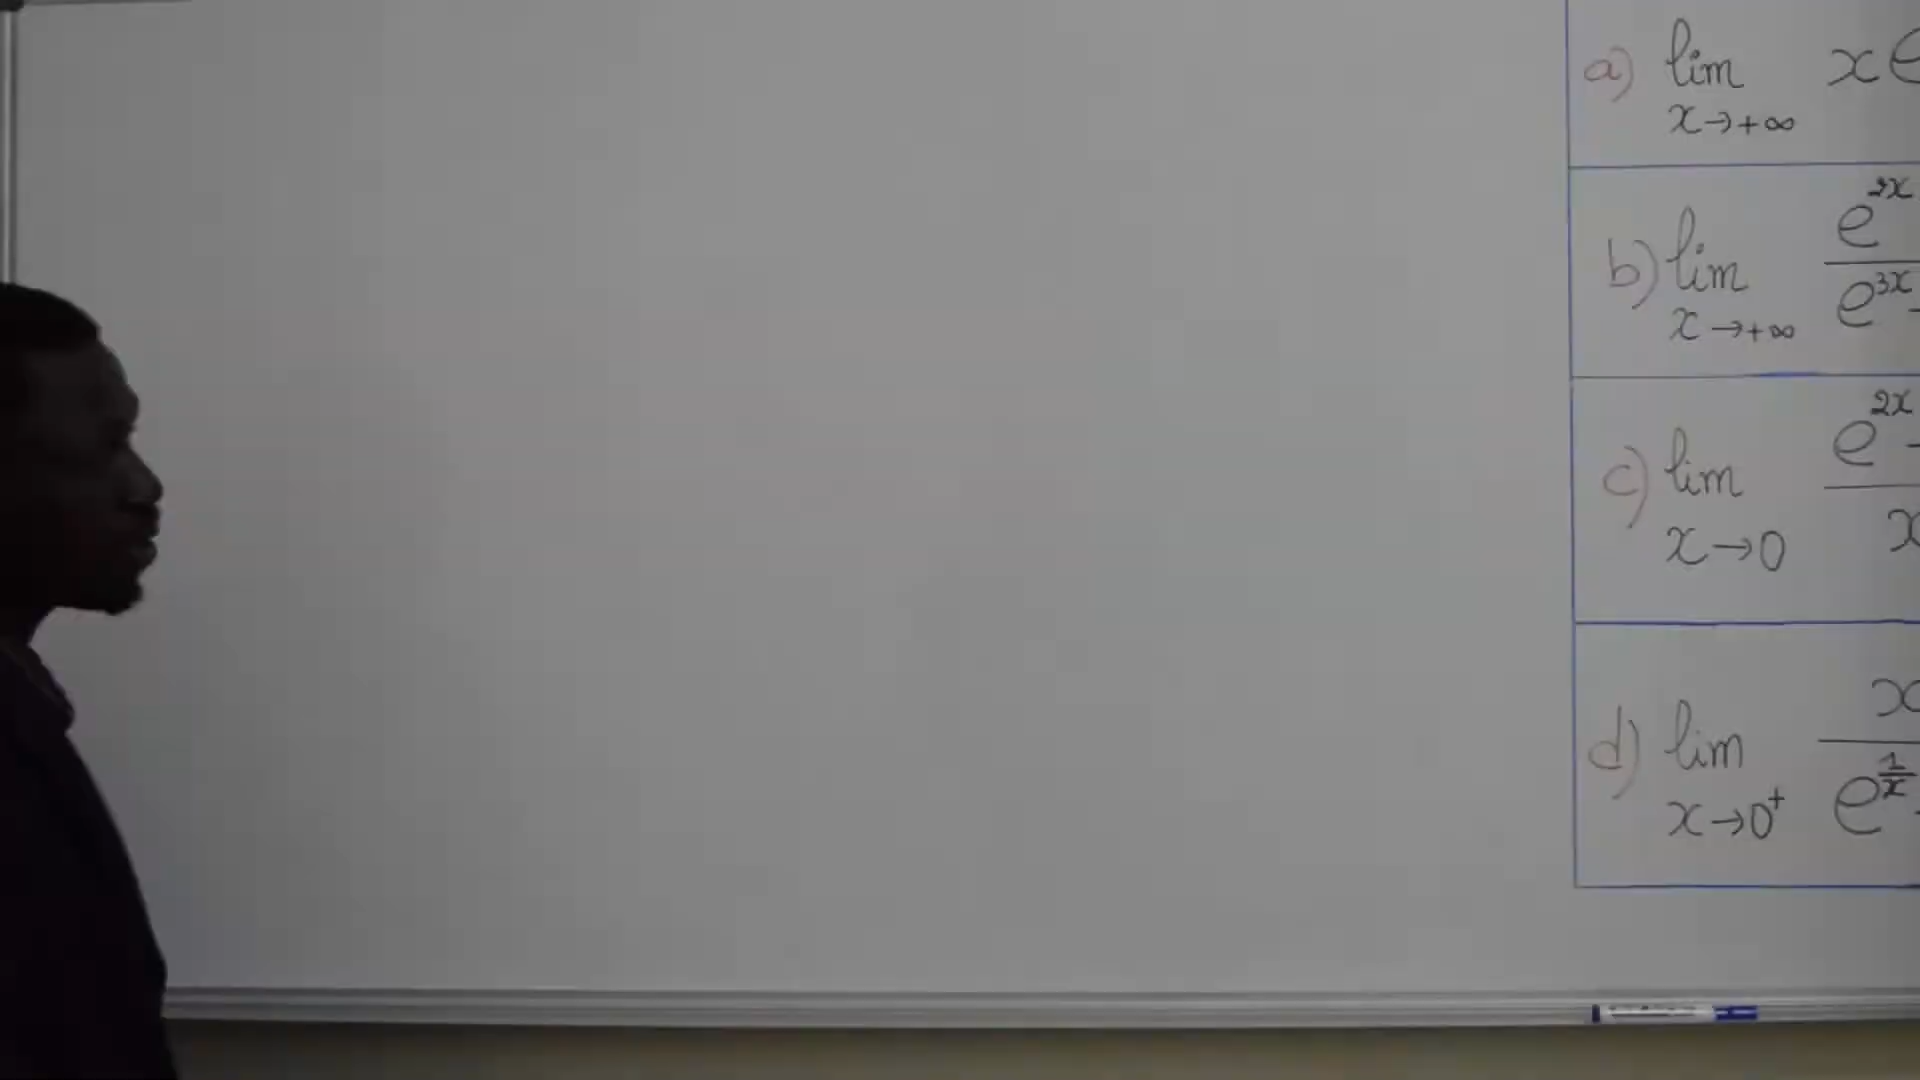 a) lim x e
x→+∞
b) lim e^2x / e^3x -
x→+∞
c) lim e^2x - / x
x→0
d) lim x / e^1/x -
x→0⁺